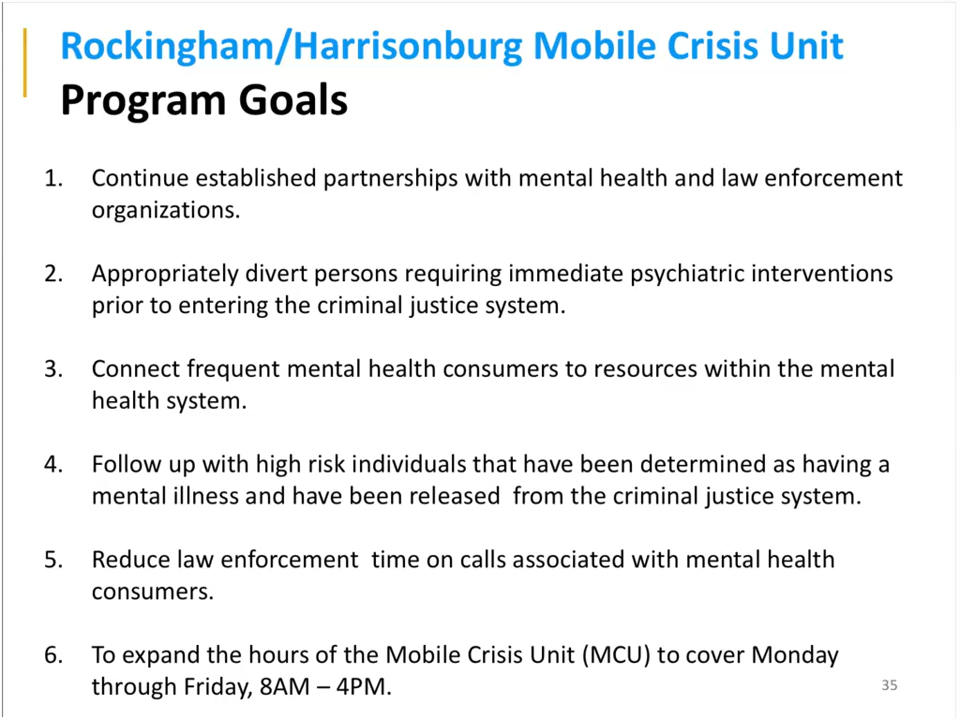 Rockingham/Harrisonburg Mobile Crisis Unit
Program Goals
1. Continue established partnerships with mental health and law enforcement
organizations.
2. Appropriately divert persons requiring immediate psychiatric interventions
prior to entering the criminal justice system.
3. Connect frequent mental health consumers to resources within the mental
health system.
4. Follow up with high risk individuals that have been determined as having a
mental illness and have been released  from the criminal justice system.
5. Reduce law enforcement  time on calls associated with mental health
consumers.
6. To expand the hours of the Mobile Crisis Unit (MCU) to cover Monday
through Friday, 8AM – 4PM.
35